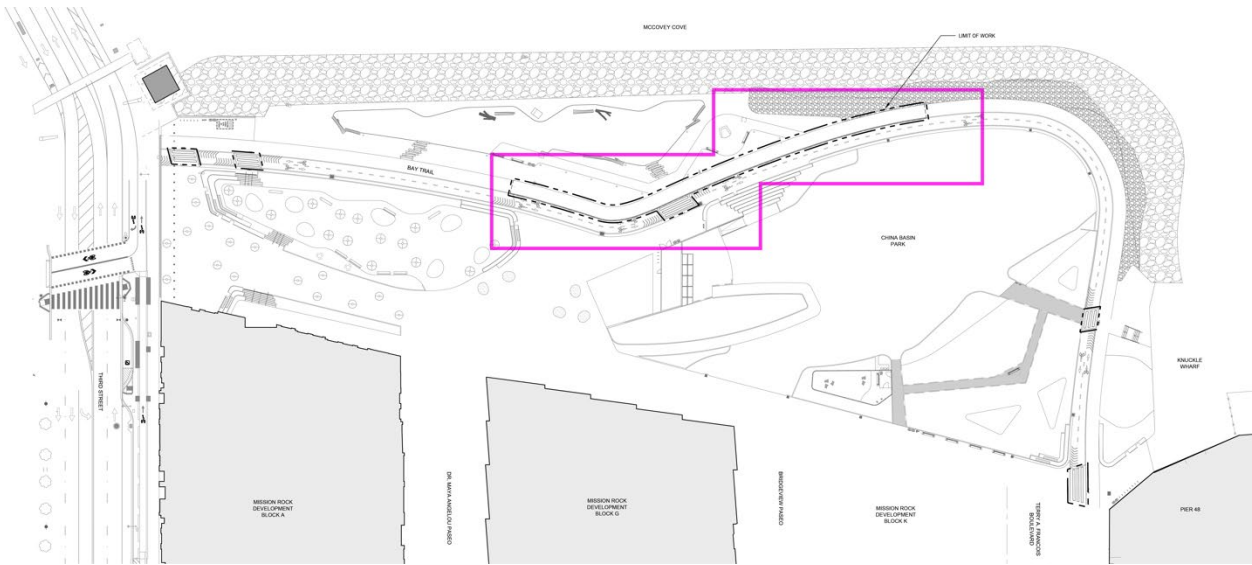 MCCOVEY COVE
LIMIT OF WORK
BAY TRAIL
CHINA BASIN
PARK
KNUCKLE
WHARF
THIRD STREET
MISSION ROCK
DEVELOPMENT
BLOCK A
DR. MAYA ANGELOU PASEO
MISSION ROCK
DEVELOPMENT
BLOCK G
BRIDGEVIEW PASEO
MISSION ROCK
DEVELOPMENT
BLOCK K
TERRY A. FRANCOIS
BOULEVARD
PIER 48